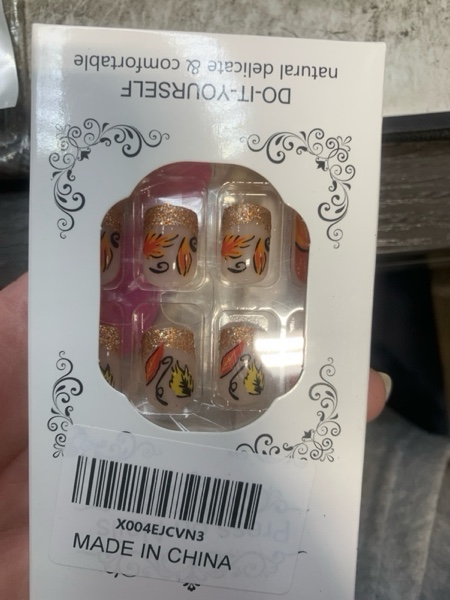 natural delicate & comfortable
DO-IT-YOURSELF
X004EJCVN3
MADE IN CHINA